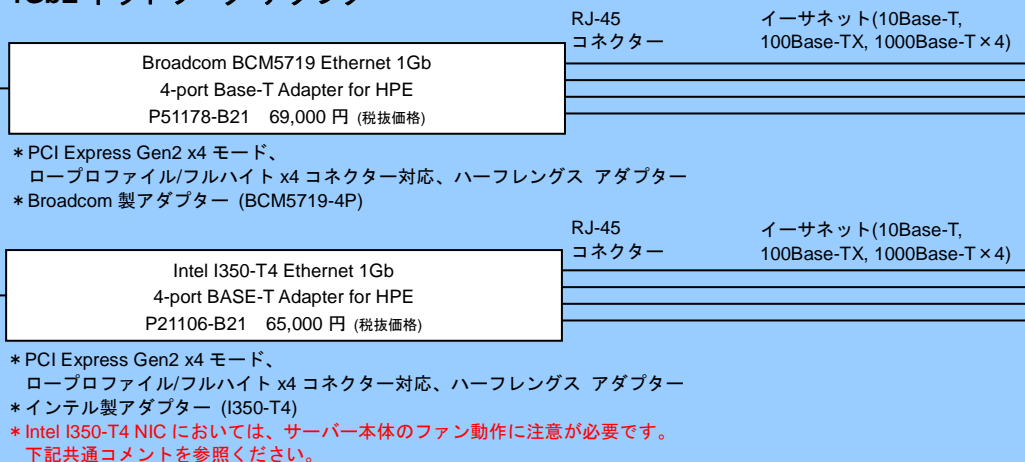 RJ-45 イーサネット(10Base-T,
コネクター 100Base-TX, 1000Base-T×4)
Broadcom BCM5719 Ethernet 1Gb
4-port Base-T Adapter for HPE
P51178-B21 69,000 円 (税抜価格)
＊PCI Express Gen2 x4 モード、
ロープロファイル/フルハイト x4 コネクター対応、ハーフレングス アダプター
＊Broadcom 製アダプター (BCM5719-4P)
RJ-45 イーサネット(10Base-T,
コネクター 100Base-TX, 1000Base-T×4)
Intel I350-T4 Ethernet 1Gb
4-port BASE-T Adapter for HPE
P21106-B21 65,000 円 (税抜価格)
＊PCI Express Gen2 x4 モード、
ロープロファイル/フルハイト x4 コネクター対応、ハーフレングス アダプター
＊インテル製アダプター (I350-T4)
＊Intel I350-T4 NIC においては、サーバー本体のファン動作に注意が必要です。
下記共通コメントを参照ください。